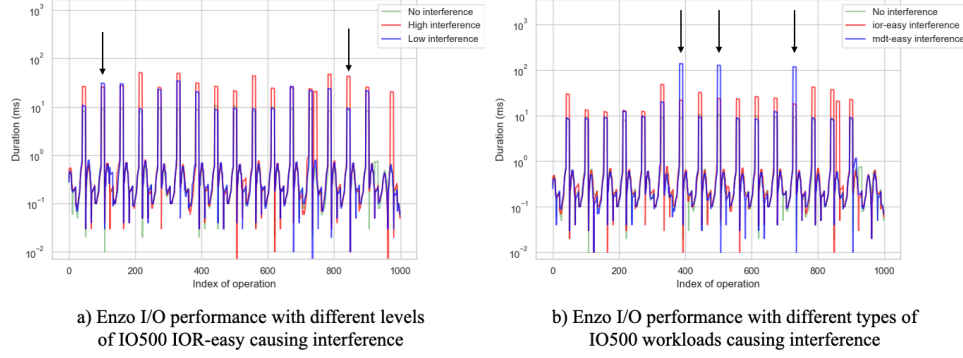 10³
10²
10¹
10⁰
10⁻¹
10⁻²
Duration (ms)
No interference
High interference
Low interference
0
200
400
600
800
1000
Index of operation
a) Enzo I/O performance with different levels
of IO500 IOR-easy causing interference
10³
10²
10¹
10⁰
10⁻¹
10⁻²
Duration (ms)
No interference
ior-easy interference
mdt-easy interference
0
200
400
600
800
1000
Index of operation
b) Enzo I/O performance with different types of
IO500 workloads causing interference